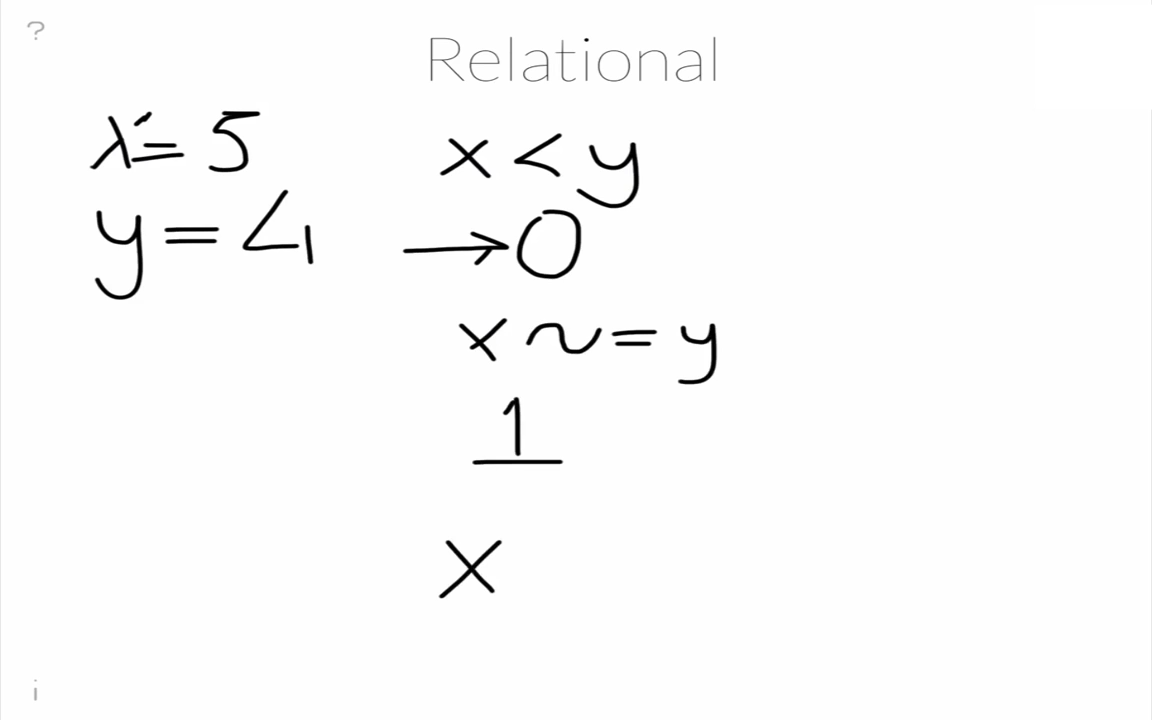 ?
Relational
x = 5
y = 4
x < y
→ 0
x ~= y
1
x
i